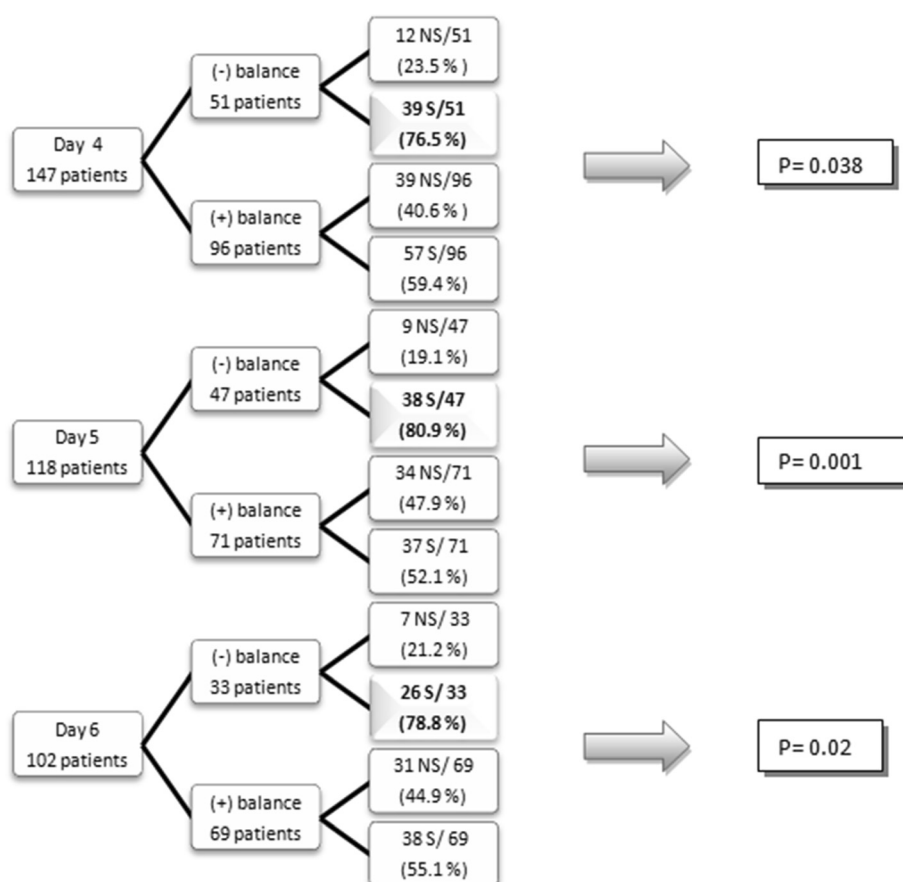 Day 4
147 patients
(-) balance
51 patients
12 NS/51
(23.5 %)
39 S/51
(76.5 %)
(+) balance
96 patients
39 NS/96
(40.6 %)
57 S/96
(59.4 %)
P= 0.038
Day 5
118 patients
(-) balance
47 patients
9 NS/47
(19.1 %)
38 S/47
(80.9 %)
(+) balance
71 patients
34 NS/71
(47.9 %)
37 S/ 71
(52.1 %)
P= 0.001
Day 6
102 patients
(-) balance
33 patients
7 NS/ 33
(21.2 %)
26 S/ 33
(78.8 %)
(+) balance
69 patients
31 NS/ 69
(44.9 %)
38 S/ 69
(55.1 %)
P= 0.02